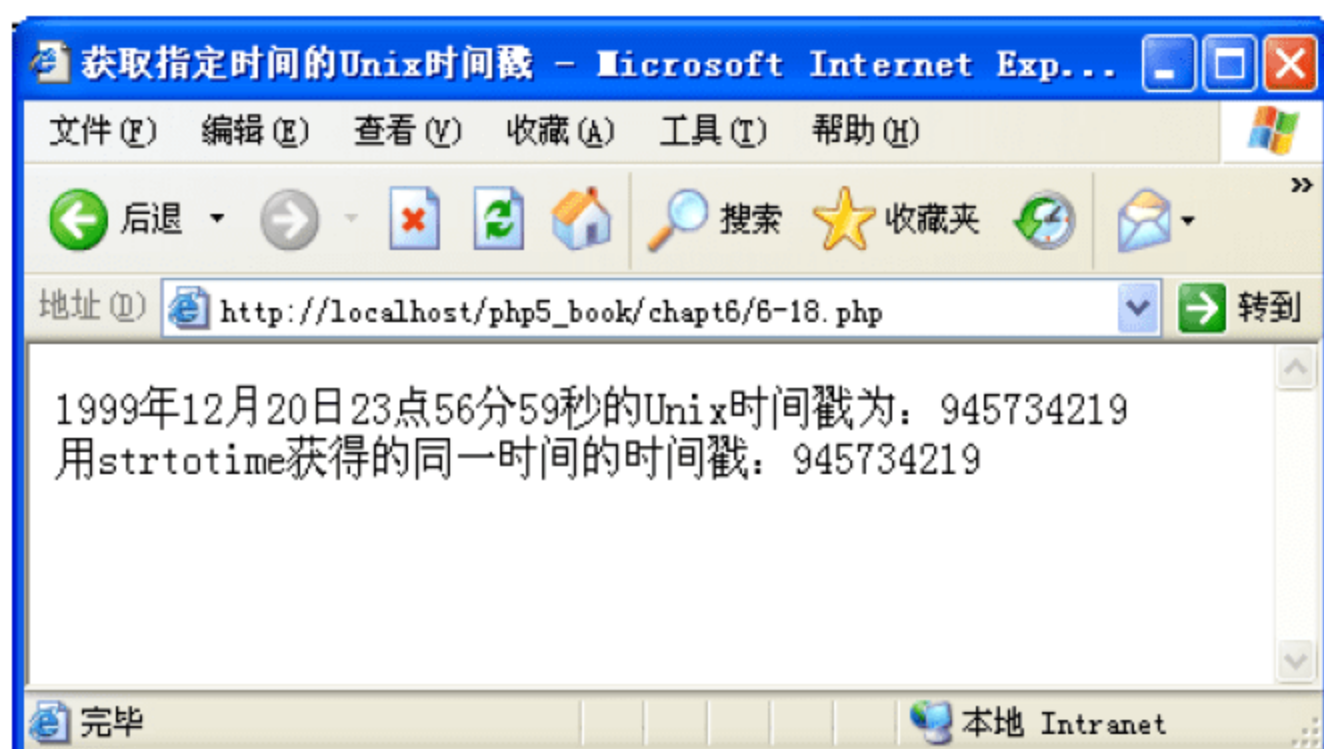 获取指定时间的Unix时间戳 - Microsoft Internet Exp...
文件(F) 编辑(E) 查看(V) 收藏(A) 工具(T) 帮助(H)
后退 搜索 收藏夹 »
地址(D) http://localhost/php5_book/chapt6/6-18.php 转到
1999年12月20日23点56分59秒的Unix时间戳为：945734219
用strtotime获得的同一时间的时间戳：945734219
完毕 本地 Intranet